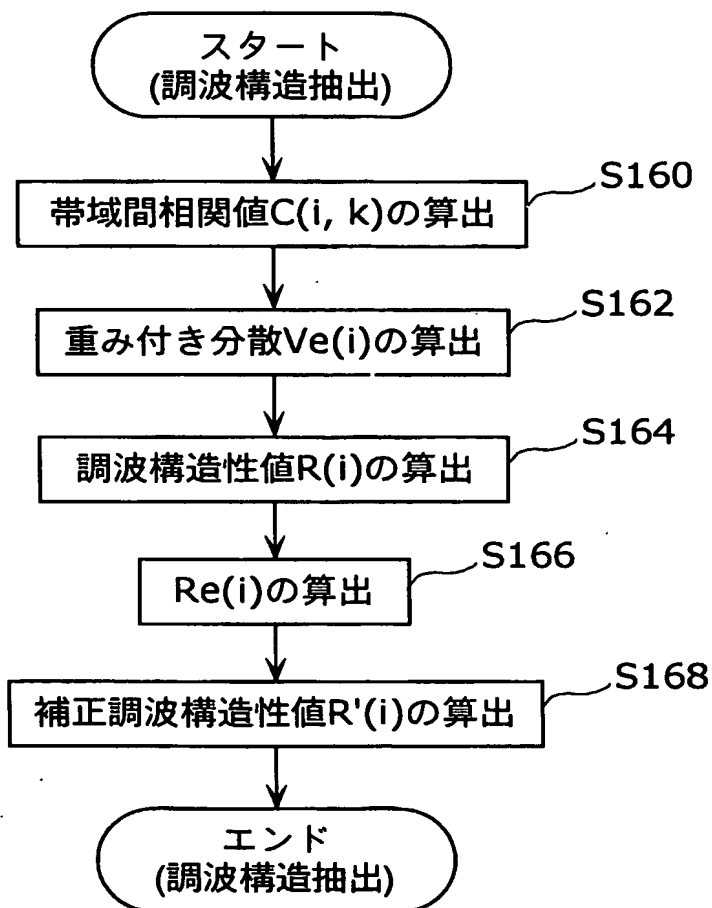 スタート
(調波構造抽出)
S160
帯域間相関値C(i, k)の算出
S162
重み付き分散Ve(i)の算出
S164
調波構造性値R(i)の算出
S166
Re(i)の算出
S168
補正調波構造性値R'(i)の算出
エンド
(調波構造抽出)